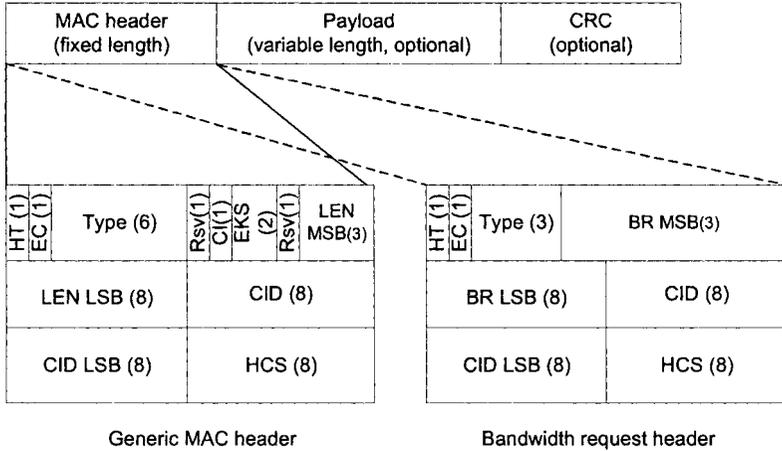 MAC header
(fixed length)
Payload
(variable length, optional)
CRC
(optional)
HT (1)
EC (1)
Type (6)
Rsv(1)
CI(1)
EKS
(2)
Rsv(1)
LEN
MSB(3)
LEN LSB (8)
CID (8)
CID LSB (8)
HCS (8)
Generic MAC header
HT (1)
EC (1)
Type (3)
BR MSB(3)
BR LSB (8)
CID (8)
CID LSB (8)
HCS (8)
Bandwidth request header